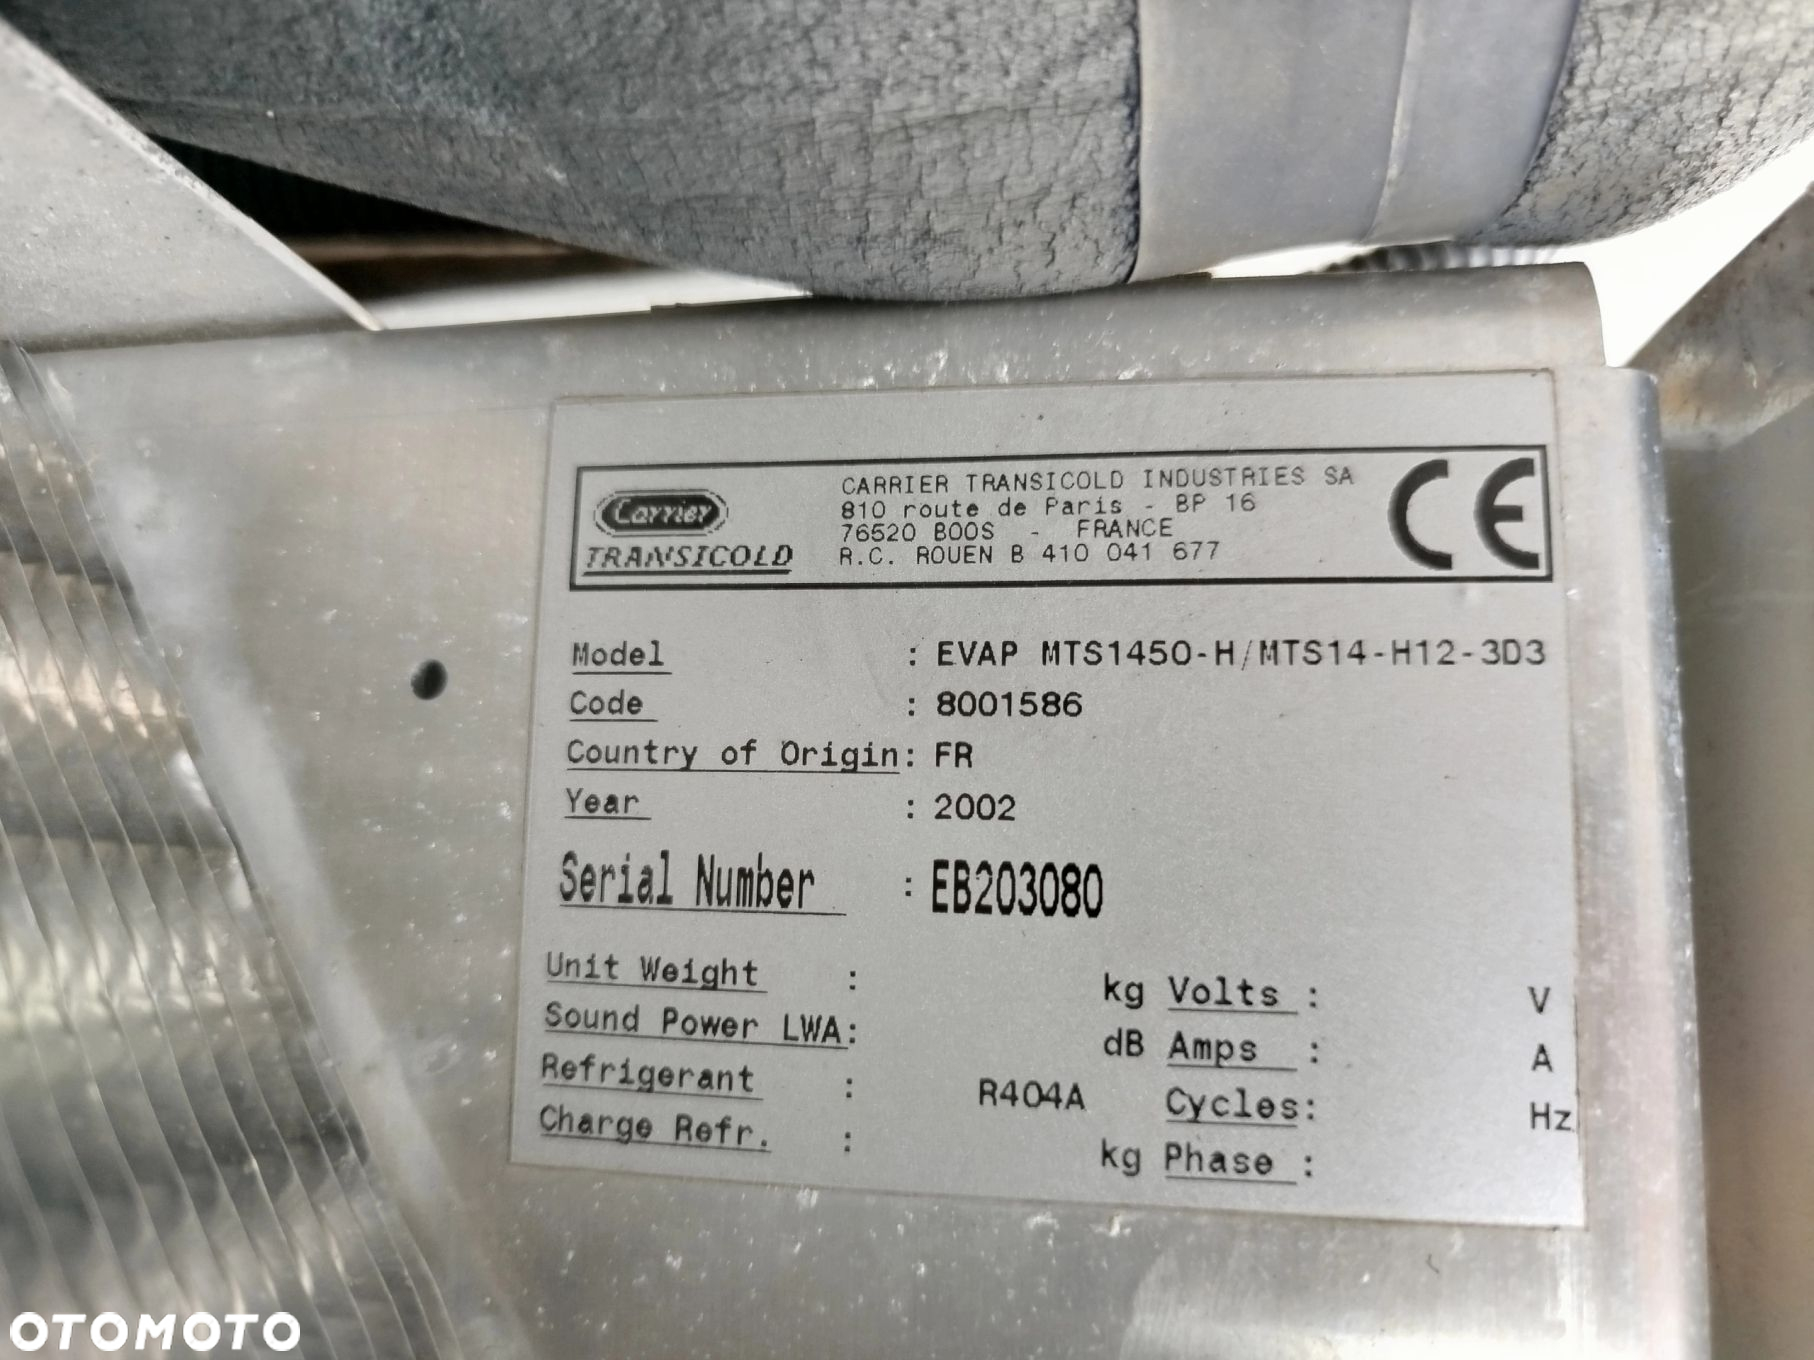 Carrier
TRANSICOLD
CARRIER TRANSICOLD INDUSTRIES SA
810 route de Paris - BP 16
76520 BOOS - FRANCE
R.C. ROUEN B 410 041 677
CE
Model : EVAP MTS1450-H/MTS14-H12-3D3
Code : 8001586
Country of Origin: FR
Year : 2002
Serial Number : EB203080
Unit Weight : kg Volts : V
Sound Power LWA: dB Amps : A
Refrigerant : R404A Cycles: Hz
Charge Refr. : kg Phase :
OTOMOTO